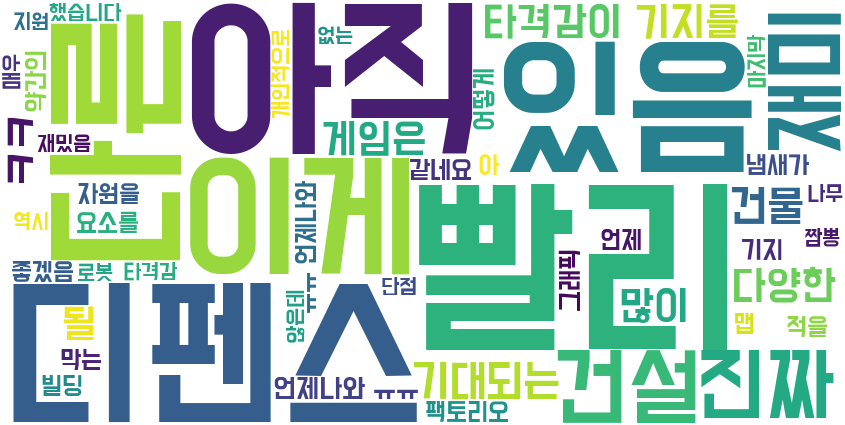 지원
했습니다
아직
없는
타격감이
기지를
있음
마지막
개인적으로
약간의
아
ㅋㅋ
재밌음
게임은
어떻게
같네요
아
냄새가
이게
빨리
자원을
건물
나무
역시
요소를
언제나와
언제
짬뽕
기지
좋겠음
로봇
타격감
그래픽
다양한
단점
ㅠㅠ
않은데
많이
디펜스
될
맵
적을
막는
빌딩
언제나와 ㅠㅠ
기대되는
건설
진짜
팩토리오